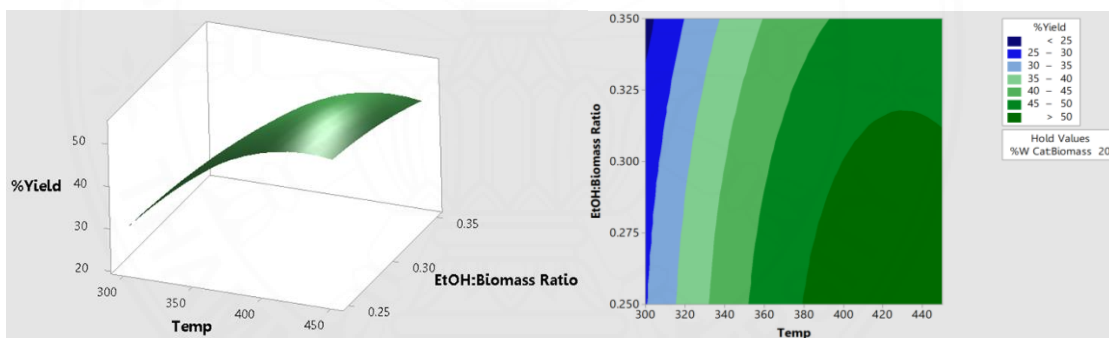 50
%Yield 40
30
20
300
350
400
450
Temp
0.25
0.30
0.35
EtOH:Biomass Ratio
0.350
0.325
0.300
0.275
0.250
EtOH:Biomass Ratio
300 320 340 360 380 400 420 440
Temp
%Yield
< 25
25 – 30
30 – 35
35 – 40
40 – 45
45 – 50
> 50
Hold Values
%W Cat:Biomass 20